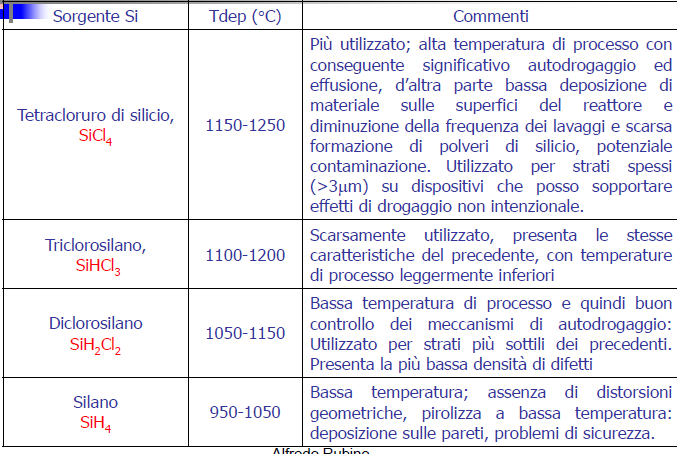 Sorgente Si
Tdep (°C)
Commenti
Tetracloruro di silicio,
SiCl4
1150-1250
Più utilizzato; alta temperatura di processo con
conseguente significativo autodrogaggio ed
effusione, d'altra parte bassa deposizione di
materiale sulle superfici del reattore e
diminuzione della frequenza dei lavaggi e scarsa
formazione di polveri di silicio, potenziale
contaminazione. Utilizzato per strati spessi
(>3μm) su dispositivi che posso sopportare
effetti di drogaggio non intenzionale.
Triclorosilano,
SiHCl3
1100-1200
Scarsamente utilizzato, presenta le stesse
caratteristiche del precedente, con temperature
di processo leggermente inferiori
Diclorosilano
SiH2Cl2
1050-1150
Bassa temperatura di processo e quindi buon
controllo dei meccanismi di autodrogaggio:
Utilizzato per strati più sottili dei precedenti.
Presenta la più bassa densità di difetti
Silano
SiH4
950-1050
Bassa temperatura; assenza di distorsioni
geometriche, pirolizza a bassa temperatura:
deposizione sulle pareti, problemi di sicurezza.
Alfredo Rubino